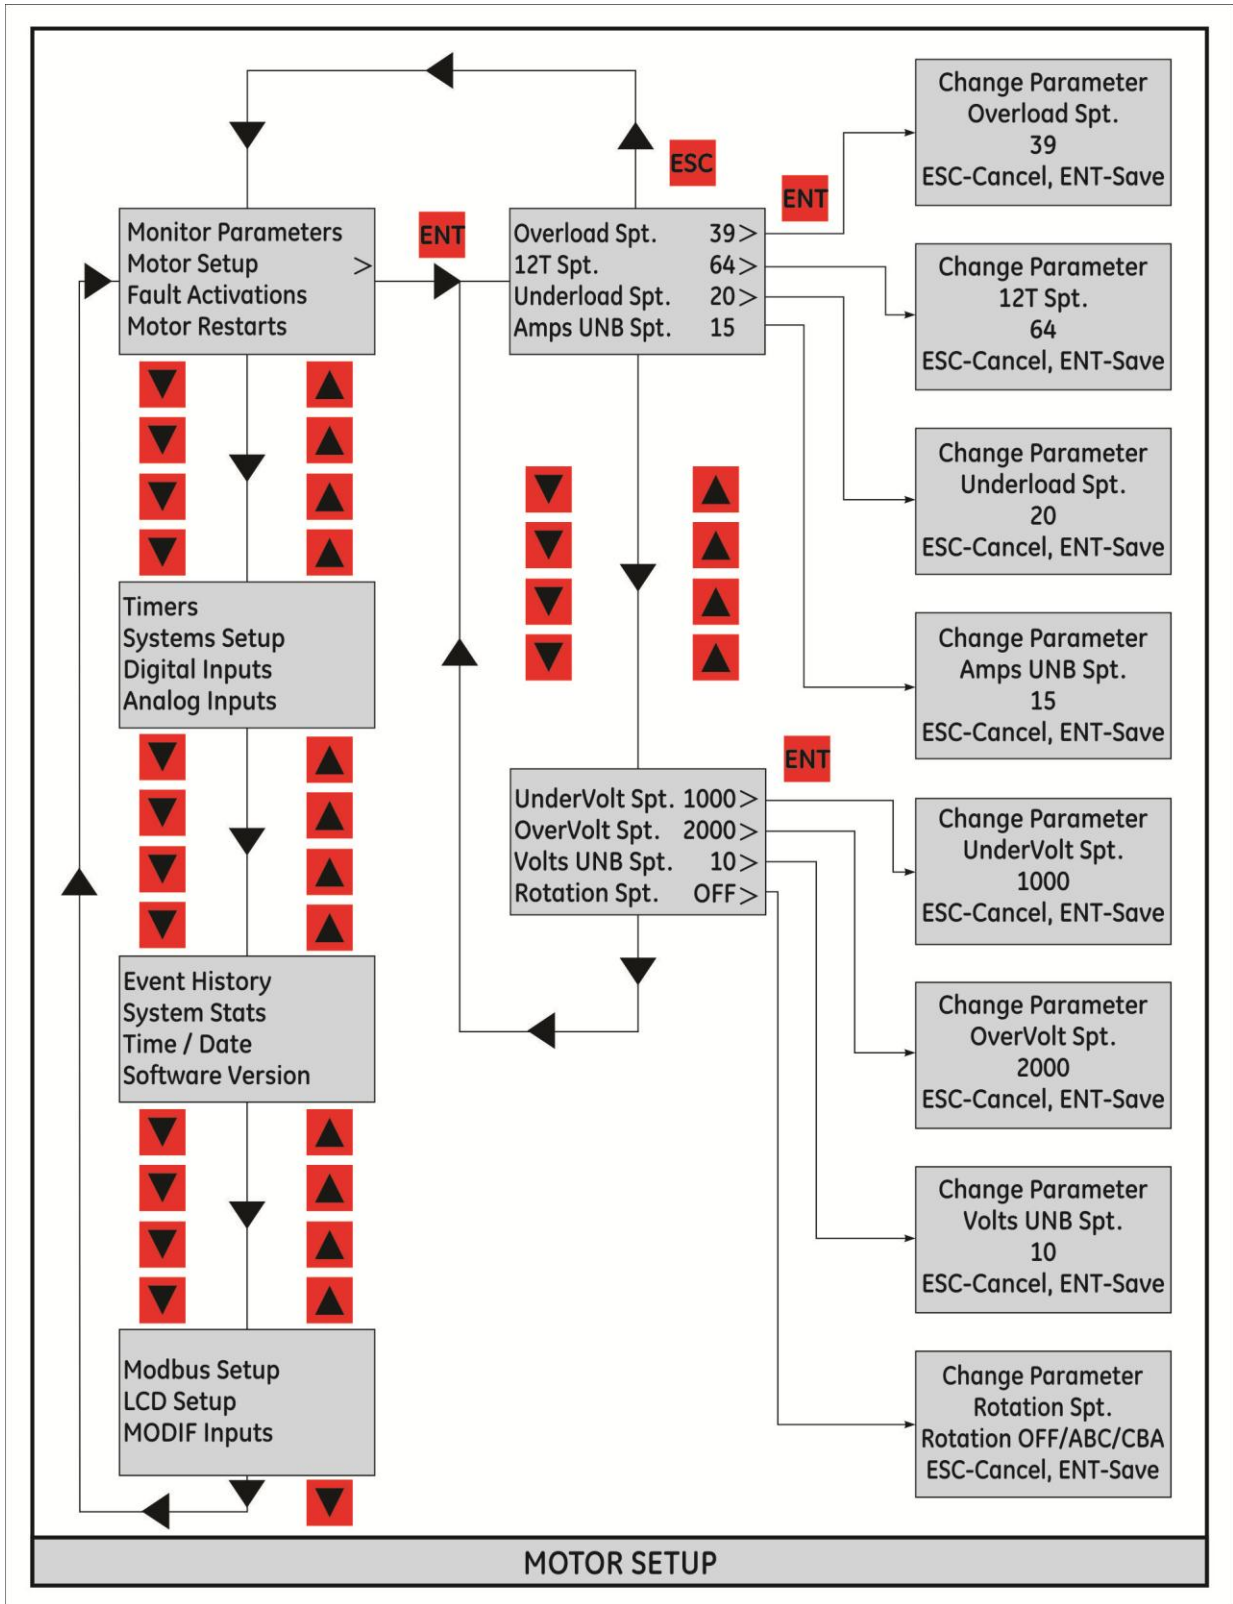 Change Parameter
Overload Spt.
39
ESC-Cancel, ENT-Save
ESC
ENT
ENT
Monitor Parameters
Motor Setup >
Fault Activations
Motor Restarts
Overload Spt. 39>
12T Spt. 64>
Underload Spt. 20>
Amps UNB Spt. 15
Change Parameter
12T Spt.
64
ESC-Cancel, ENT-Save
Change Parameter
Underload Spt.
20
ESC-Cancel, ENT-Save
Timers
Systems Setup
Digital Inputs
Analog Inputs
Change Parameter
Amps UNB Spt.
15
ESC-Cancel, ENT-Save
ENT
UnderVolt Spt. 1000>
OverVolt Spt. 2000>
Volts UNB Spt. 10>
Rotation Spt. OFF>
Change Parameter
UnderVolt Spt.
1000
ESC-Cancel, ENT-Save
Event History
System Stats
Time / Date
Software Version
Change Parameter
OverVolt Spt.
2000
ESC-Cancel, ENT-Save
Change Parameter
Volts UNB Spt.
10
ESC-Cancel, ENT-Save
Modbus Setup
LCD Setup
MODIF Inputs
Change Parameter
Rotation Spt.
Rotation OFF/ABC/CBA
ESC-Cancel, ENT-Save
MOTOR SETUP